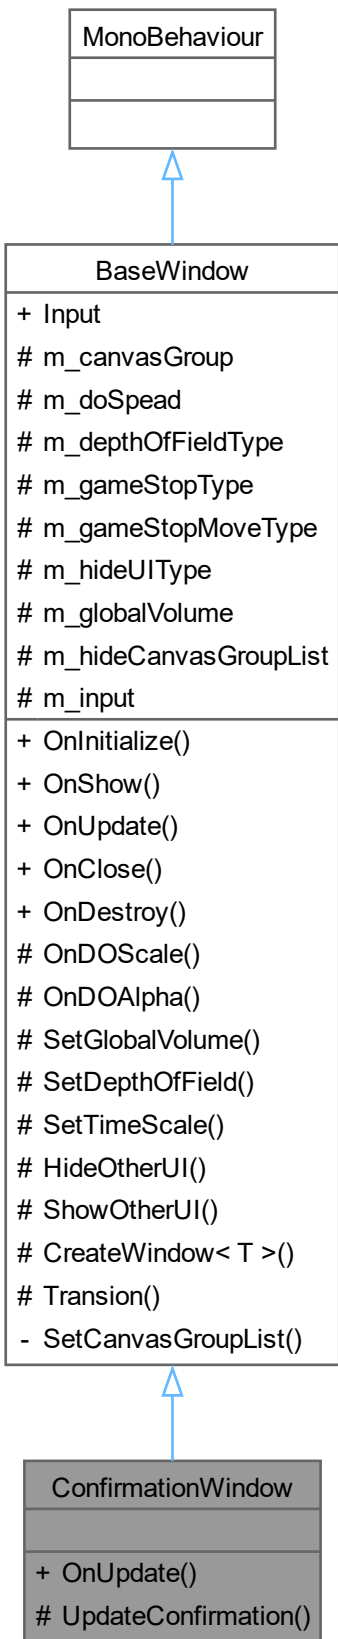 MonoBehaviour
BaseWindow
+ Input
# m_canvasGroup
# m_doSpead
# m_depthOfFieldType
# m_gameStopType
# m_gameStopMoveType
# m_hideUIType
# m_globalVolume
# m_hideCanvasGroupList
# m_input
+ OnInitialize()
+ OnShow()
+ OnUpdate()
+ OnClose()
+ OnDestroy()
# OnDOScale()
# OnDOAlpha()
# SetGlobalVolume()
# SetDepthOfField()
# SetTimeScale()
# HideOtherUI()
# ShowOtherUI()
# CreateWindow< T >()
# Transion()
- SetCanvasGroupList()
ConfirmationWindow
+ OnUpdate()
# UpdateConfirmation()